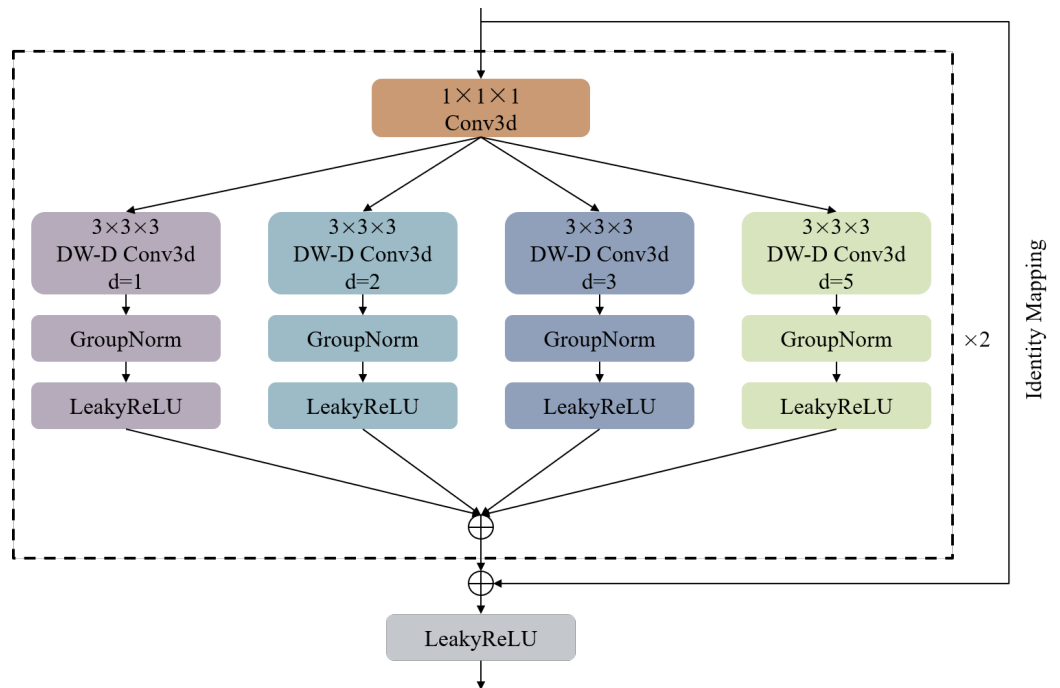 1×1×1
Conv3d
3×3×3
DW-D Conv3d
d=1
3×3×3
DW-D Conv3d
d=2
3×3×3
DW-D Conv3d
d=3
3×3×3
DW-D Conv3d
d=5
GroupNorm
GroupNorm
GroupNorm
GroupNorm
×2
Identity Mapping
LeakyReLU
LeakyReLU
LeakyReLU
LeakyReLU
LeakyReLU